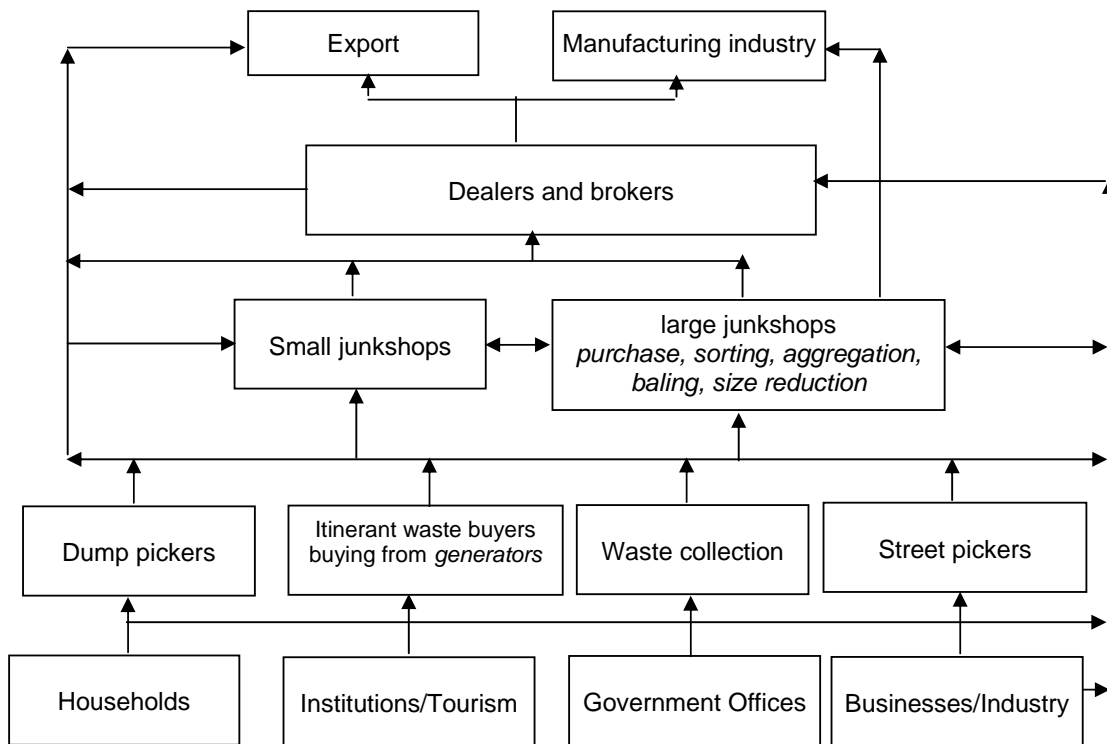 Export
Manufacturing industry
Dealers and brokers
Small junkshops
large junkshops
purchase, sorting, aggregation,
baling, size reduction
Dump pickers
Itinerant waste buyers
buying from generators
Waste collection
Street pickers
Households
Institutions/Tourism
Government Offices
Businesses/Industry